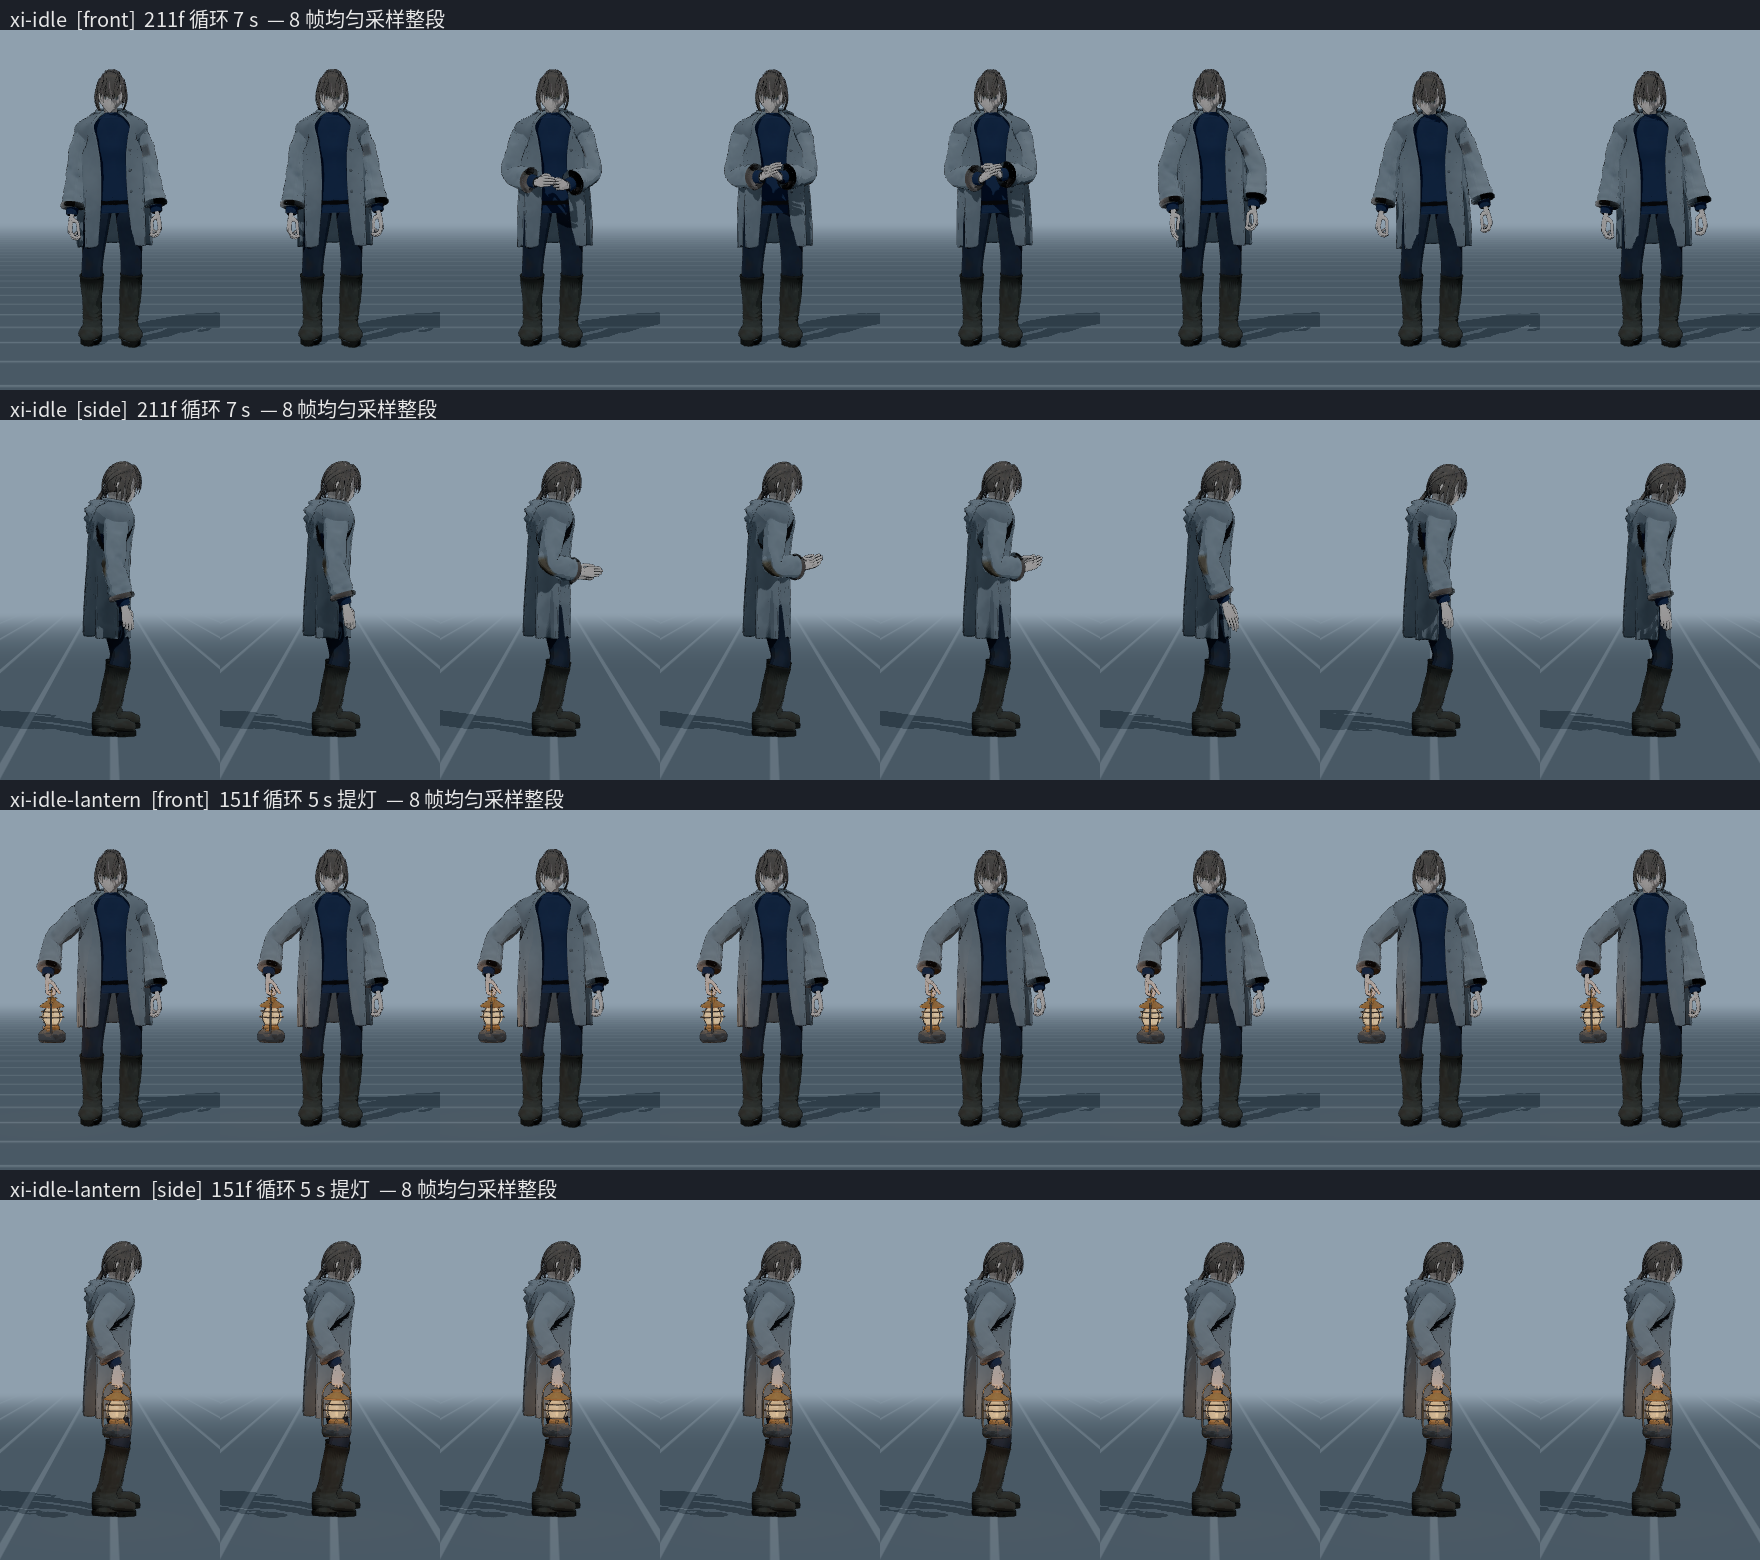 xi-idle [front] 211f 循环 7 s — 8 帧均匀采样整段
xi-idle [side] 211f 循环 7 s — 8 帧均匀采样整段
xi-idle-lantern [front] 151f 循环 5 s 提灯 — 8 帧均匀采样整段
xi-idle-lantern [side] 151f 循环 5 s 提灯 — 8 帧均匀采样整段